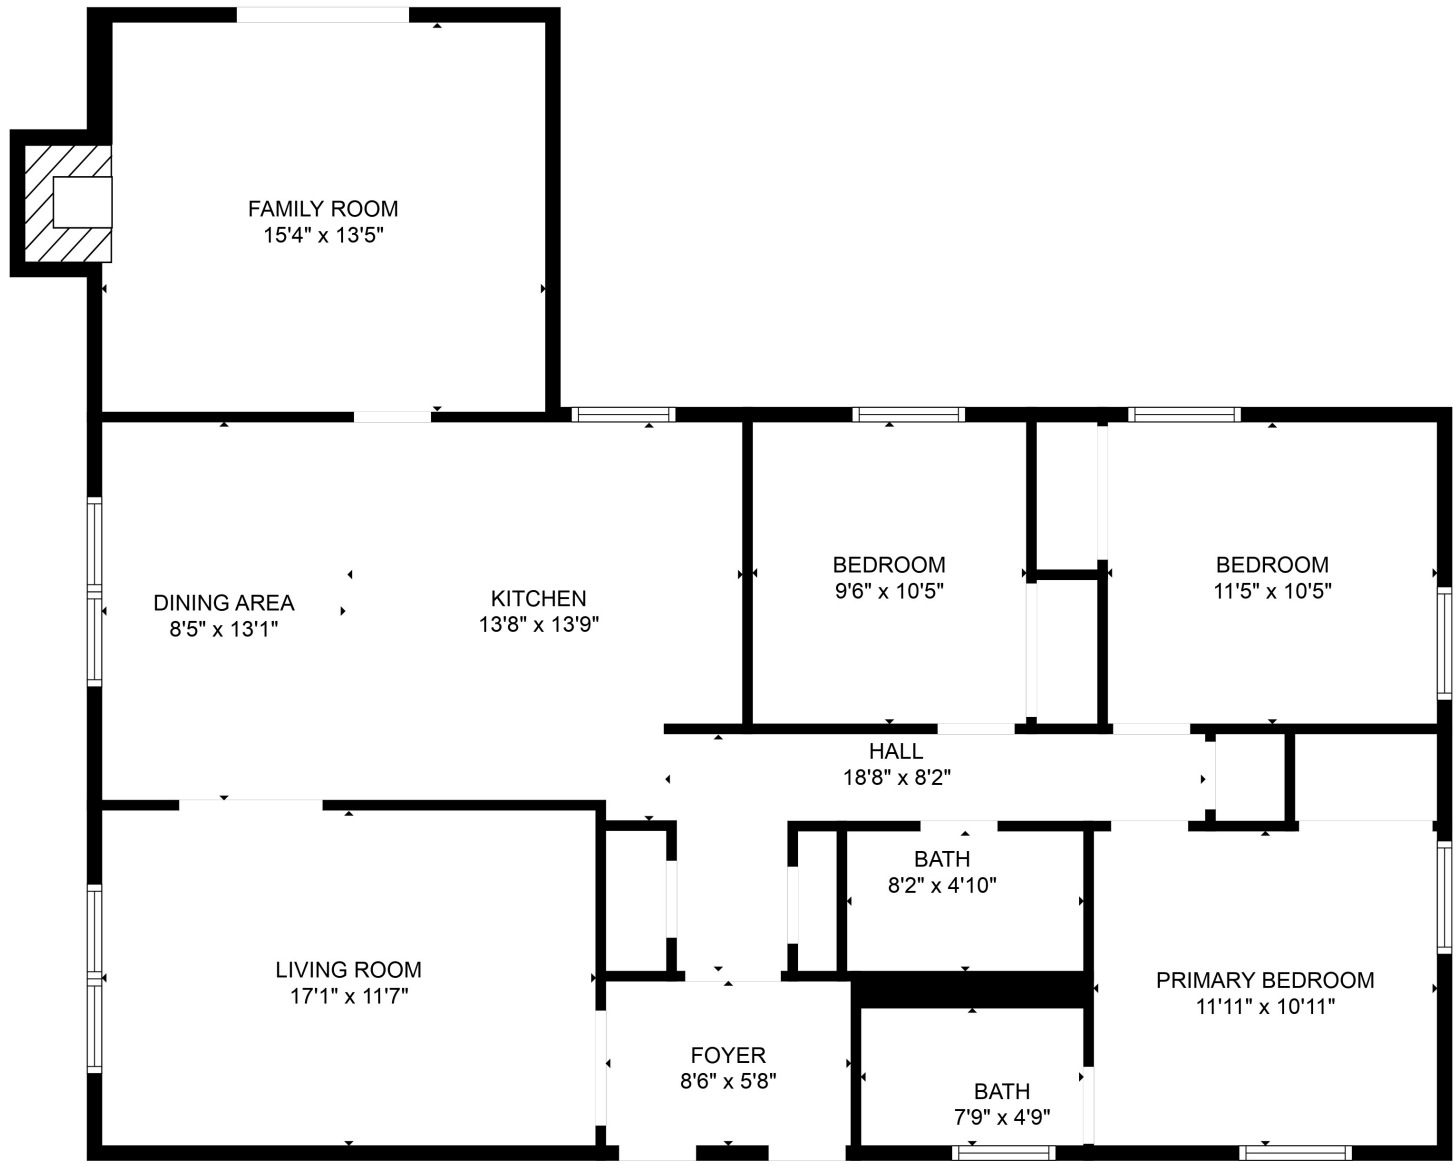 FAMILY ROOM
15'4" x 13'5"
DINING AREA
8'5" x 13'1"
KITCHEN
13'8" x 13'9"
BEDROOM
9'6" x 10'5"
BEDROOM
11'5" x 10'5"
HALL
18'8" x 8'2"
BATH
8'2" x 4'10"
LIVING ROOM
17'1" x 11'7"
PRIMARY BEDROOM
11'11" x 10'11"
FOYER
8'6" x 5'8"
BATH
7'9" x 4'9"